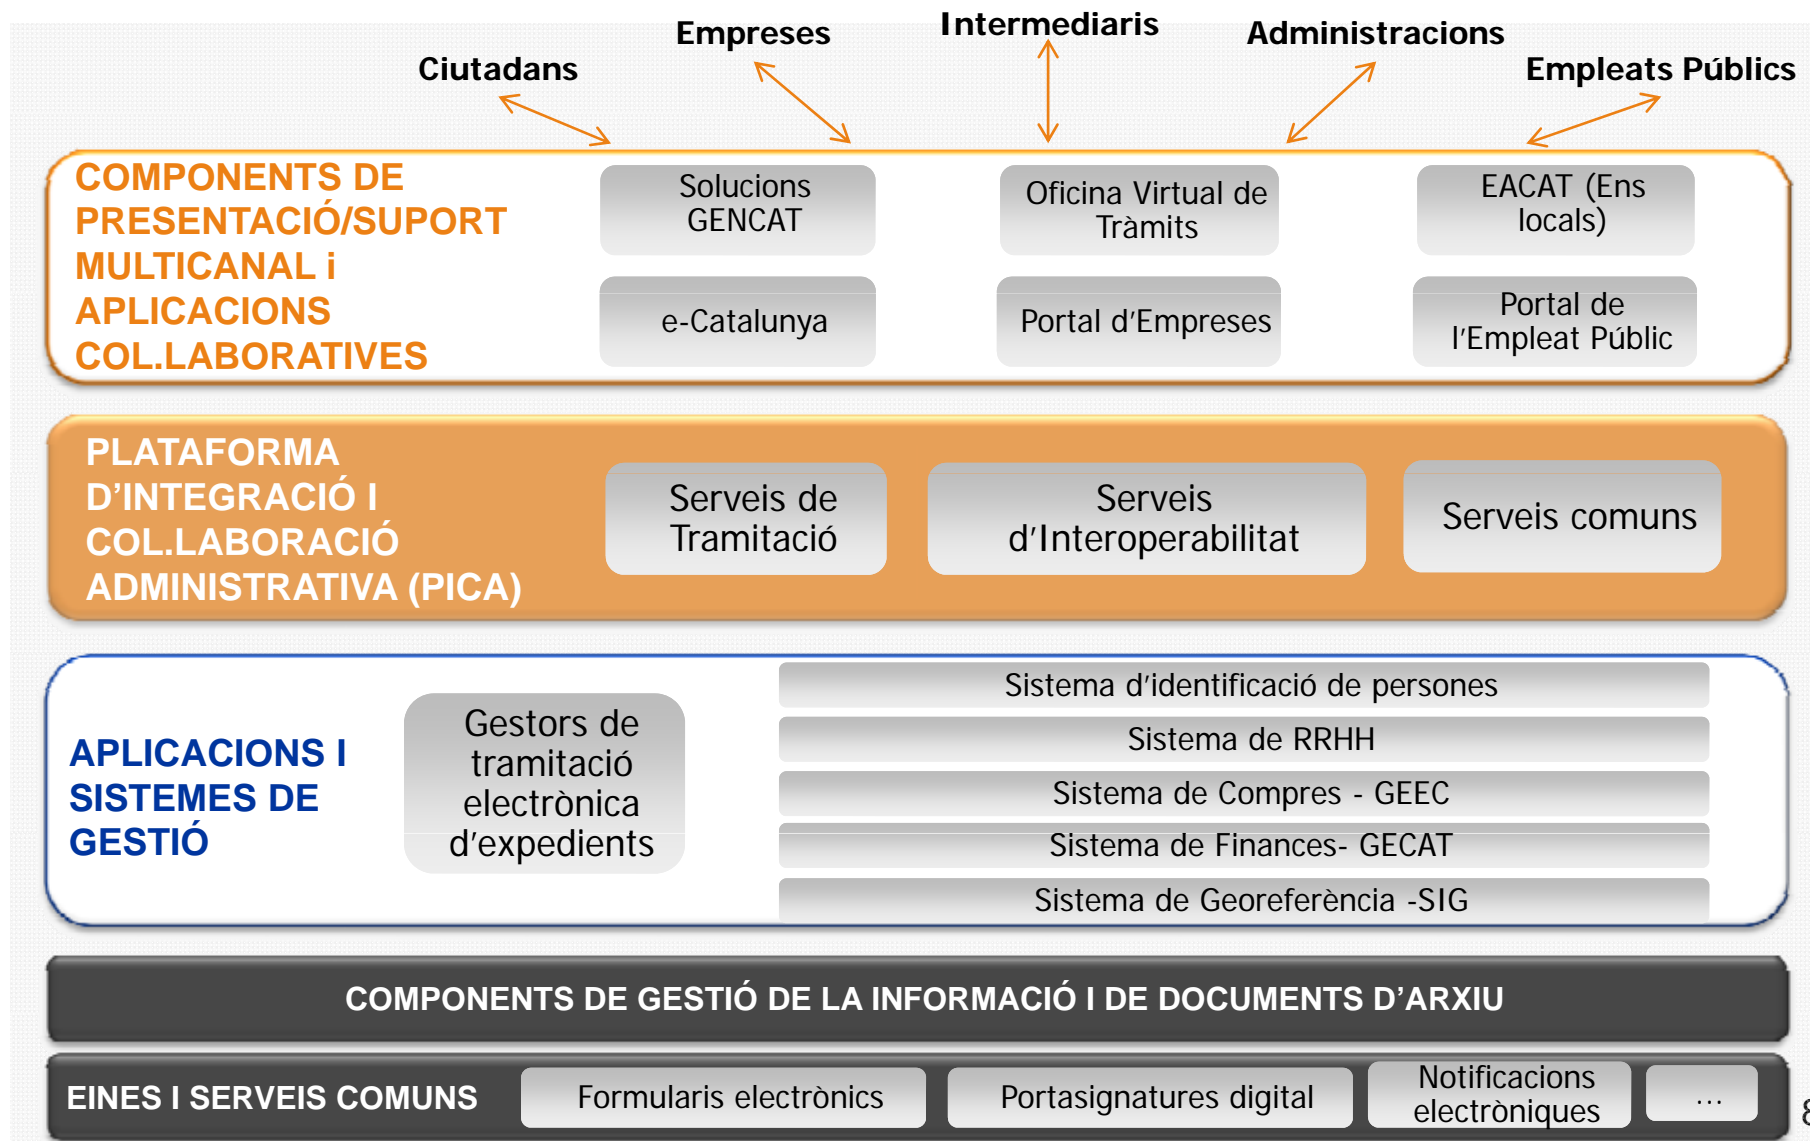 Ciutadans
Empreses
Intermediaris
Administracions
Empleats Públics
COMPONENTS DE
PRESENTACIÓ/SUPORT
MULTICANAL i
APLICACIONS
COL.LABORATIVES
Solucions
GENCAT
Oficina Virtual de
Tràmits
EACAT (Ens
locals)
e-Catalunya
Portal d'Empreses
Portal de
l'Empleat Públic
PLATAFORMA
D'INTEGRACIÓ I
COL.LABORACIÓ
ADMINISTRATIVA (PICA)
Serveis de
Tramitació
Serveis
d'Interoperabilitat
Serveis comuns
APLICACIONS I
SISTEMES DE
GESTIÓ
Gestors de
tramitació
electrònica
d'expedients
Sistema d'identificació de persones
Sistema de RRHH
Sistema de Compres - GEEC
Sistema de Finances- GECAT
Sistema de Georeferència -SIG
COMPONENTS DE GESTIÓ DE LA INFORMACIÓ I DE DOCUMENTS D'ARXIU
EINES I SERVEIS COMUNS
Formularis electrònics
Portasignatures digital
Notificacions
electròniques
...
8